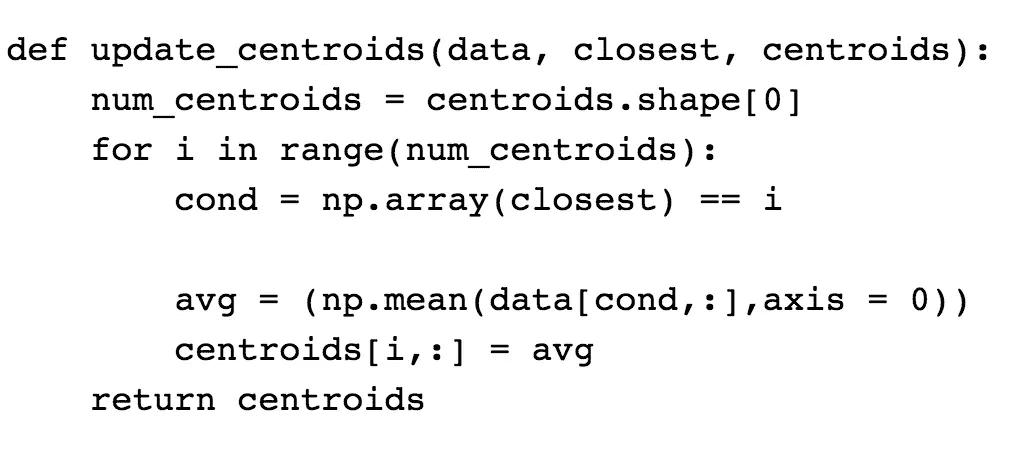 def update_centroids(data, closest, centroids):
    num_centroids = centroids.shape[0]
    for i in range(num_centroids):
        cond = np.array(closest) == i
        avg = (np.mean(data[cond,:],axis = 0))
        centroids[i,:] = avg
    return centroids